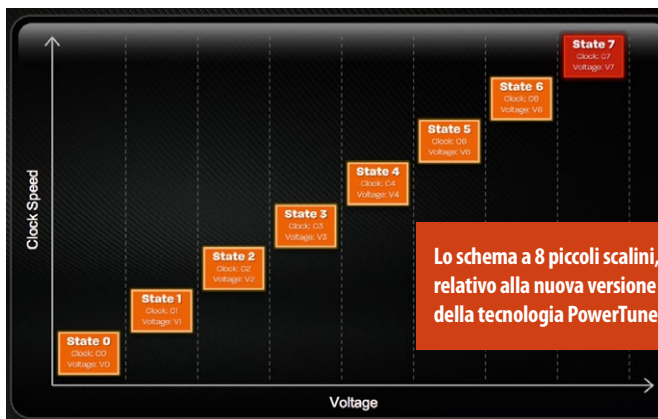 State 7
Clock: C7
Voltage: V7
State 6
Clock: C6
Voltage: V6
State 5
Clock: C5
Voltage: V5
State 4
Clock: C4
Voltage: V4
State 3
Clock: C3
Voltage: V3
State 2
Clock: C2
Voltage: V2
State 1
Clock: C1
Voltage: V1
State 0
Clock: C0
Voltage: V0
Clock Speed
Voltage
Lo schema a 8 piccoli scalini,
relativo alla nuova versione
della tecnologia PowerTune